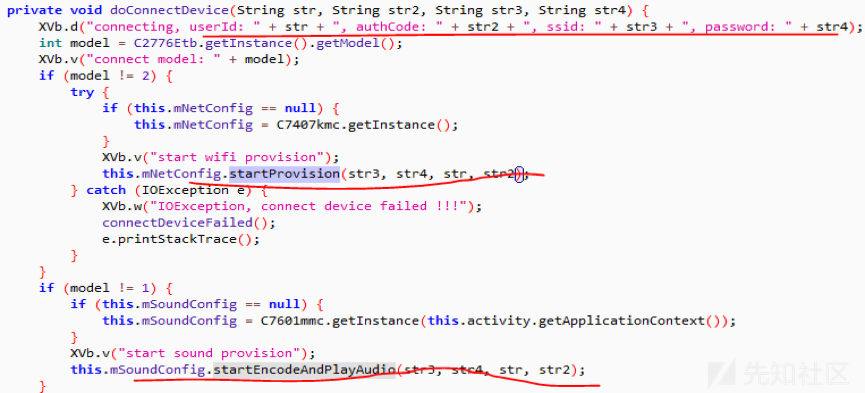 private void doConnectDevice(String str, String str2, String str3, String str4) {
XVb.d("connecting, userId: " + str + ", authCode: " + str2 + ", ssid: " + str3 + ", password: " + str4);
int model = C2776Etb.getInstance().getModel();
XVb.v("connect model: " + model);
if (model != 2) {
try {
if (this.mNetConfig == null) {
this.mNetConfig = C7407kmc.getInstance();
}
XVb.v("start wifi provision");
this.mNetConfig.startProvision(str3, str4, str, str2);
} catch (IOException e) {
XVb.w("IOException, connect device failed !!!");
connectDeviceFailed();
e.printStackTrace();
}
}
if (model != 1) {
if (this.mSoundConfig == null) {
this.mSoundConfig = C7601mmc.getInstance(this.activity.getApplicationContext());
}
XVb.v("start sound provision");
this.mSoundConfig.startEncodeAndPlayAudio(str3, str4, str, str2);
}
先知社区